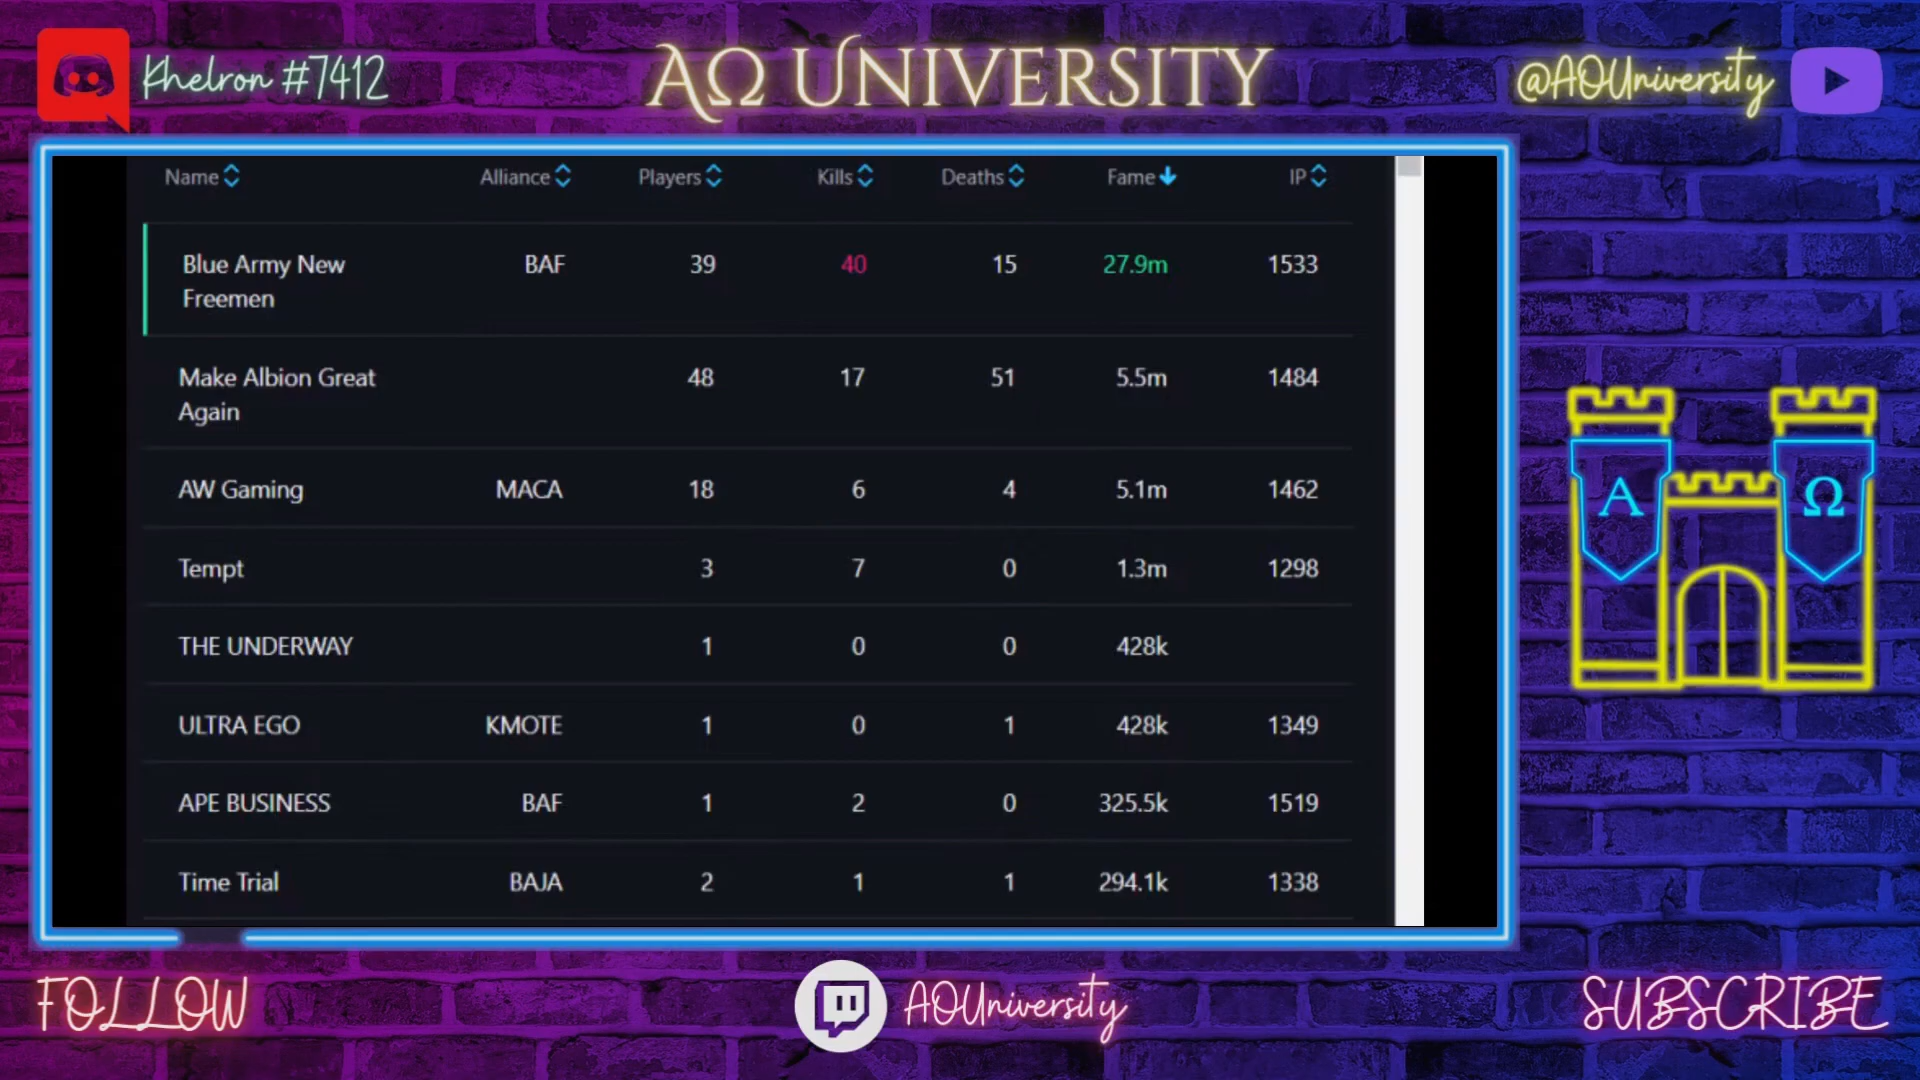 Khelron #7412
AΩ UNIVERSITY
@AOUniversity
Name Alliance Players Kills Deaths Fame IP
Blue Army New Freemen BAF 39 40 15 27.9m 1533
Make Albion Great Again 48 17 51 5.5m 1484
AW Gaming MACA 18 6 4 5.1m 1462
Tempt 3 7 0 1.3m 1298
THE UNDERWAY 1 0 0 428k
ULTRA EGO KMOTE 1 0 1 428k 1349
APE BUSINESS BAF 1 2 0 325.5k 1519
Time Trial BAJA 2 1 1 294.1k 1338
A Ω
FOLLOW
AOUniversity
SUBSCRIBE